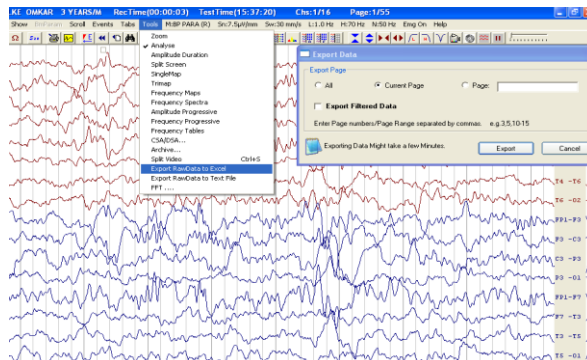 .KE OMKAR 3 YEARS/M RecTime(00:00:03) TestTime(15:37:20) Chs:1/16 Page:1/55
Show Scroll Events Tabs Tools M:BP PARA (R) Sn:7.5µV/mm Sw:30 mm/s L:1.0 Hz H:70 Hz N:50 Hz Emg On Help
Zoom
Analyse
Amplitude Duration
Split Screen
SingleMap
Trimap
Frequency Maps
Frequency Spectra
Amplitude Progressive
Frequency Progressive
Frequency Tables
CSA/DSA...
Archive...
Split Video Ctrl+S
Export RawData to Excel
Export RawData to Text File
FFT ....
Export Data
Export Page
All Current Page Page:
Export Filtered Data
Enter Page numbers/Page Range separated by commas. e.g.3,5,10-15
Exporting Data Might take a few Minutes.
Export Cancel
T4 -T6
T6 -O2
FP1-F3
F3 -C3
C3 -P3
P3 -O1
FP1-F7
F7 -T3
T3 -T5
T5 -O1